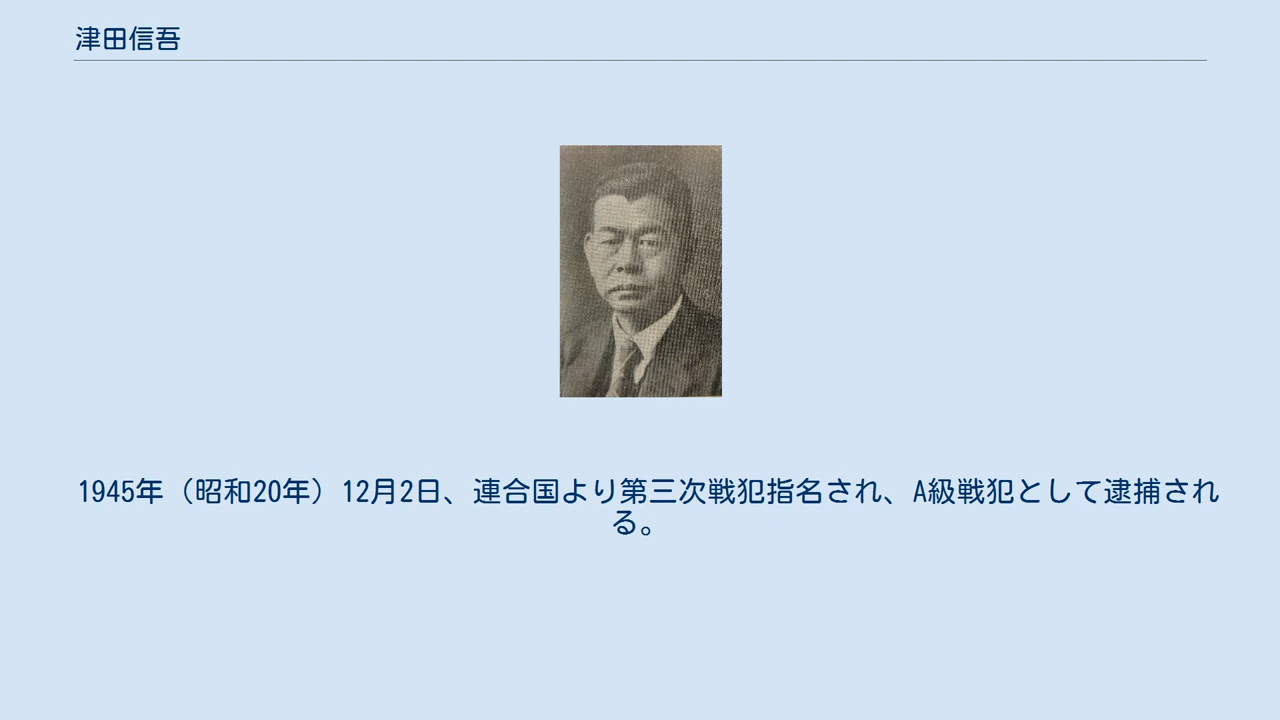 津田信吾
1945年（昭和20年）12月2日、連合国より第三次戦犯指名され、A級戦犯として逮捕され
る。